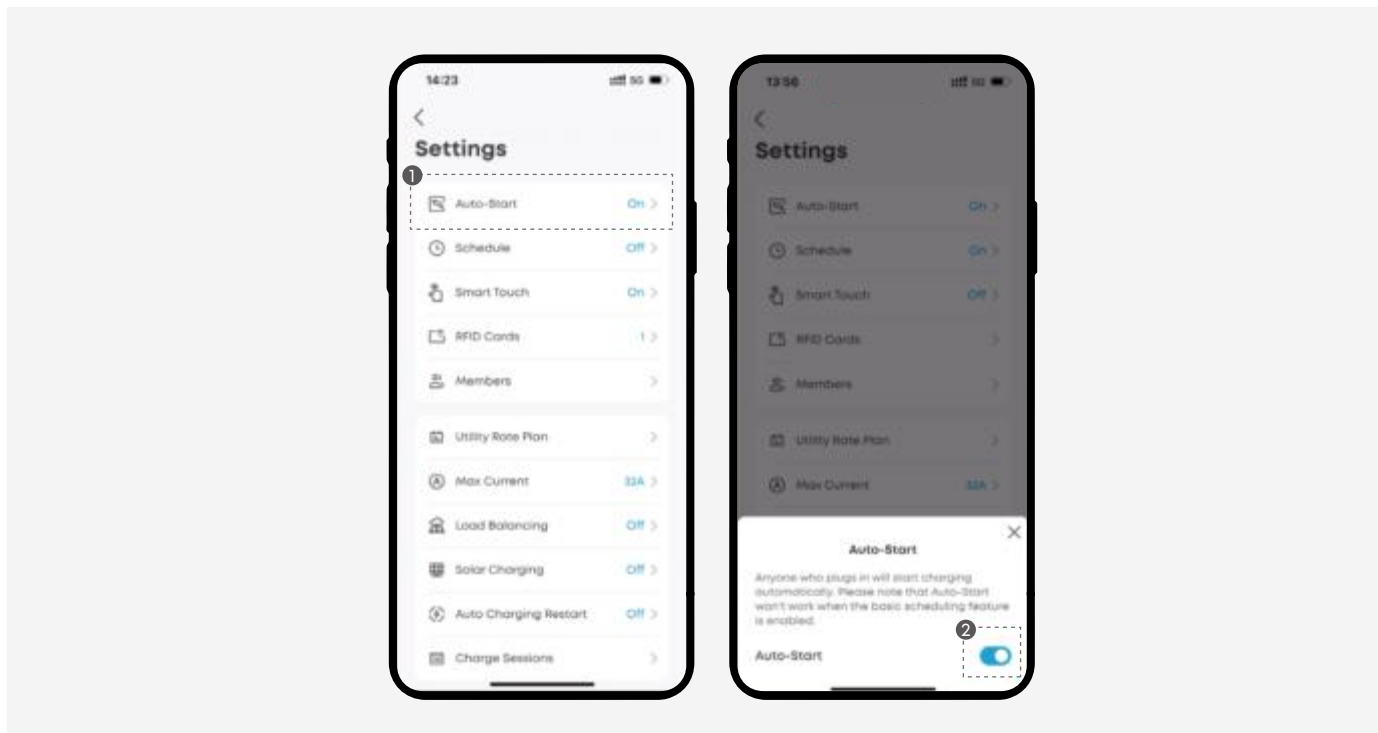 14:23
5G
Settings
1
Auto-Start On
Schedule Off
Smart Touch On
RFID Cards 1
Members
Utility Rate Plan
Max Current 32A
Load Balancing Off
Solar Charging Off
Auto Charging Restart Off
Charge Sessions
13:56
5G
Settings
Auto-Start On
Schedule On
Smart Touch Off
RFID Cards
Members
Utility Rate Plan
Max Current 32A
Auto-Start
Anyone who plugs in will start charging
automatically. Please note that Auto-Start
won't work when the basic scheduling feature
is enabled.
2
Auto-Start